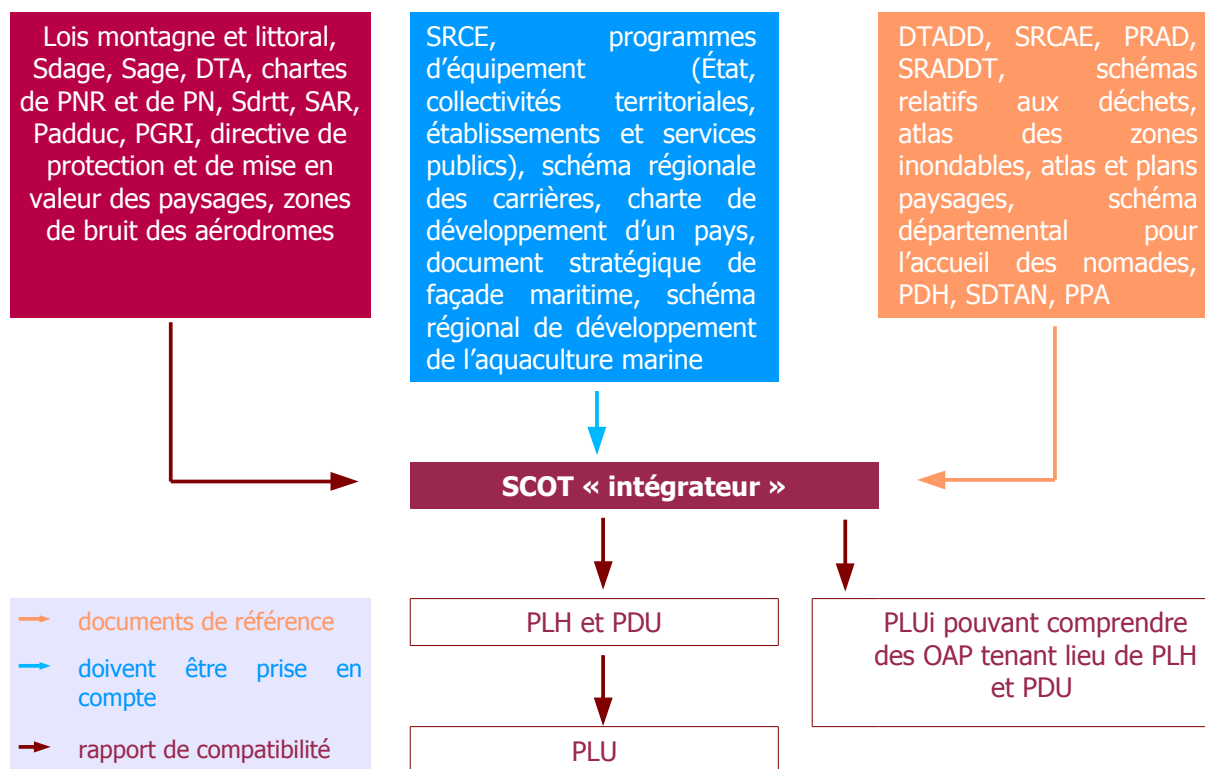 Lois montagne et littoral,
Sdage, Sage, DTA, chartes
de PNR et de PN, Sdrtt, SAR,
Padduc, PGRI, directive de
protection et de mise en
valeur des paysages, zones
de bruit des aérodromes
SRCE, programmes
d’équipement (État,
collectivités territoriales,
établissements et services
publics), schéma régionale
des carrières, charte de
développement d’un pays,
document stratégique de
façade maritime, schéma
régional de développement
de l’aquaculture marine
DTADD, SRCAE, PRAD,
SRADDT, schémas
relatifs aux déchets,
atlas des zones
inondables, atlas et plans
paysages, schéma
départemental pour
l’accueil des nomades,
PDH, SDTAN, PPA
SCOT « intégrateur »
PLH et PDU
PLUi pouvant comprendre
des OAP tenant lieu de PLH
et PDU
PLU
documents de référence
doivent être prise en
compte
rapport de compatibilité